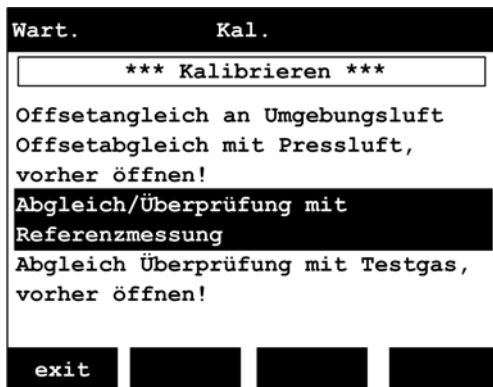 Wart. Kal.
*** Kalibrieren ***
Offsetangleich an Umgebungsluft
Offsetabgleich mit Pressluft,
vorher öffnen!
Abgleich/Überprüfung mit
Referenzmessung
Abgleich Überprüfung mit Testgas,
vorher öffnen!
exit